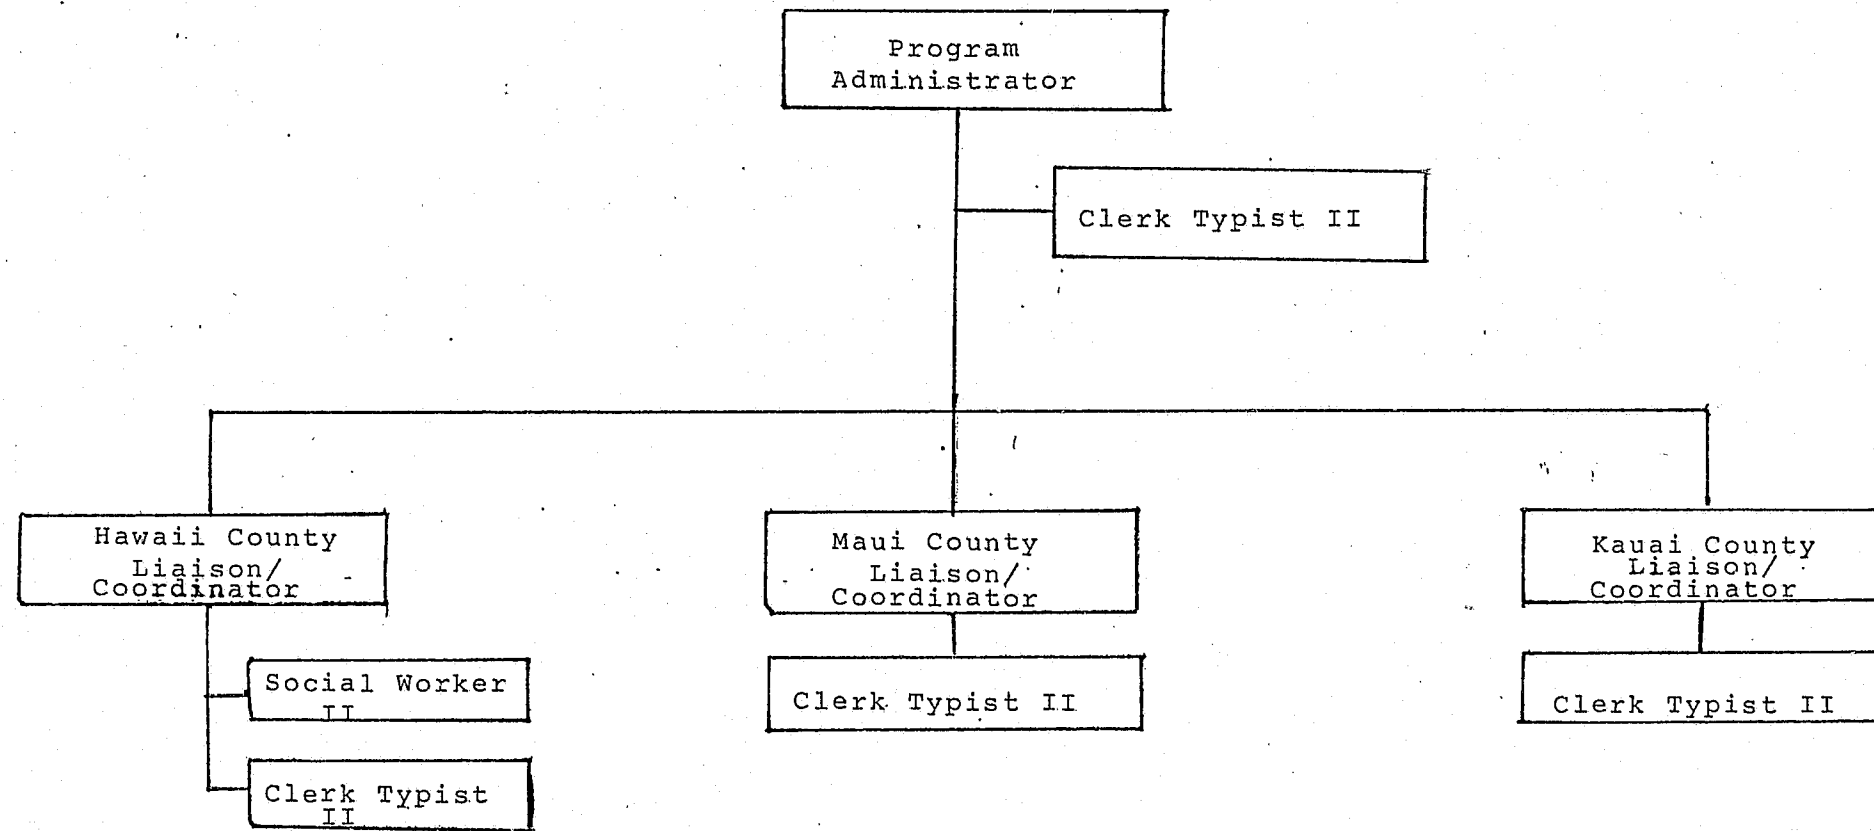 Program
Administrator
Clerk Typist II
Hawaii County
Liaison/
Coordinator
Maui County
Liaison/
Coordinator
Kauai County
Liaison/
Coordinator
Social Worker
II
Clerk Typist
II
Clerk Typist II
Clerk Typist II